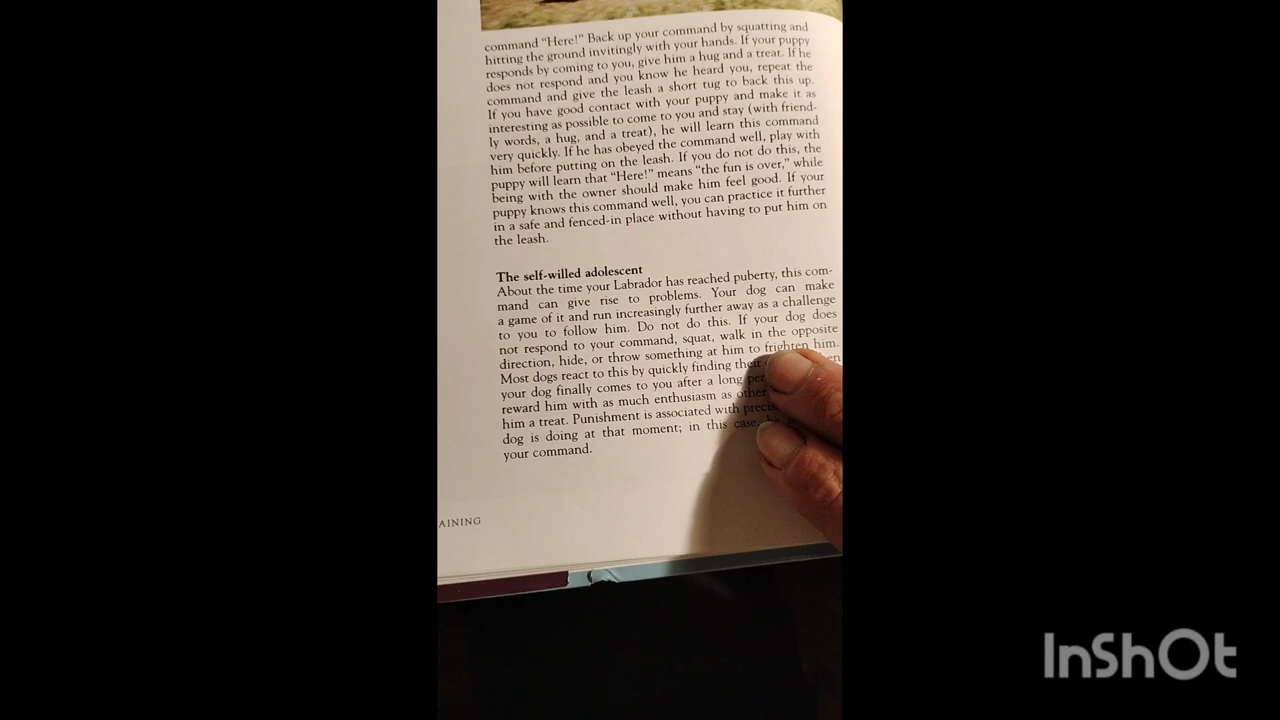 command “Here!” Back up your command by squatting and
hitting the ground invitingly with your hands. If your puppy
responds by coming to you, give him a hug and a treat. If he
does not respond and you know he heard you, repeat the
command and give the leash a short tug to back this up.
If you have good contact with your puppy and make it as
interesting as possible to come to you and stay (with friend-
ly words, a hug, and a treat), he will learn this command
very quickly. If he has obeyed the command well, play with
him before putting on the leash. If you do not do this, the
puppy will learn that “Here!” means “the fun is over,” while
being with the owner should make him feel good. If your
puppy knows this command well, you can practice it further
in a safe and fenced-in place without having to put him on
the leash.
The self-willed adolescent
About the time your Labrador has reached puberty, this com-
mand can give rise to problems. Your dog can make
a game of it and run increasingly further away as a challenge
to you to follow him. Do not do this. If your dog does
not respond to your command, squat, walk in the opposite
direction, hide, or throw something at him to frighten him.
Most dogs react to this by quickly finding their
your dog finally comes to you after a long
reward him with as much enthusiasm as other
him a treat. Punishment is associated with
dog is doing at that moment; in this case,
your command.
AINING
InShOt